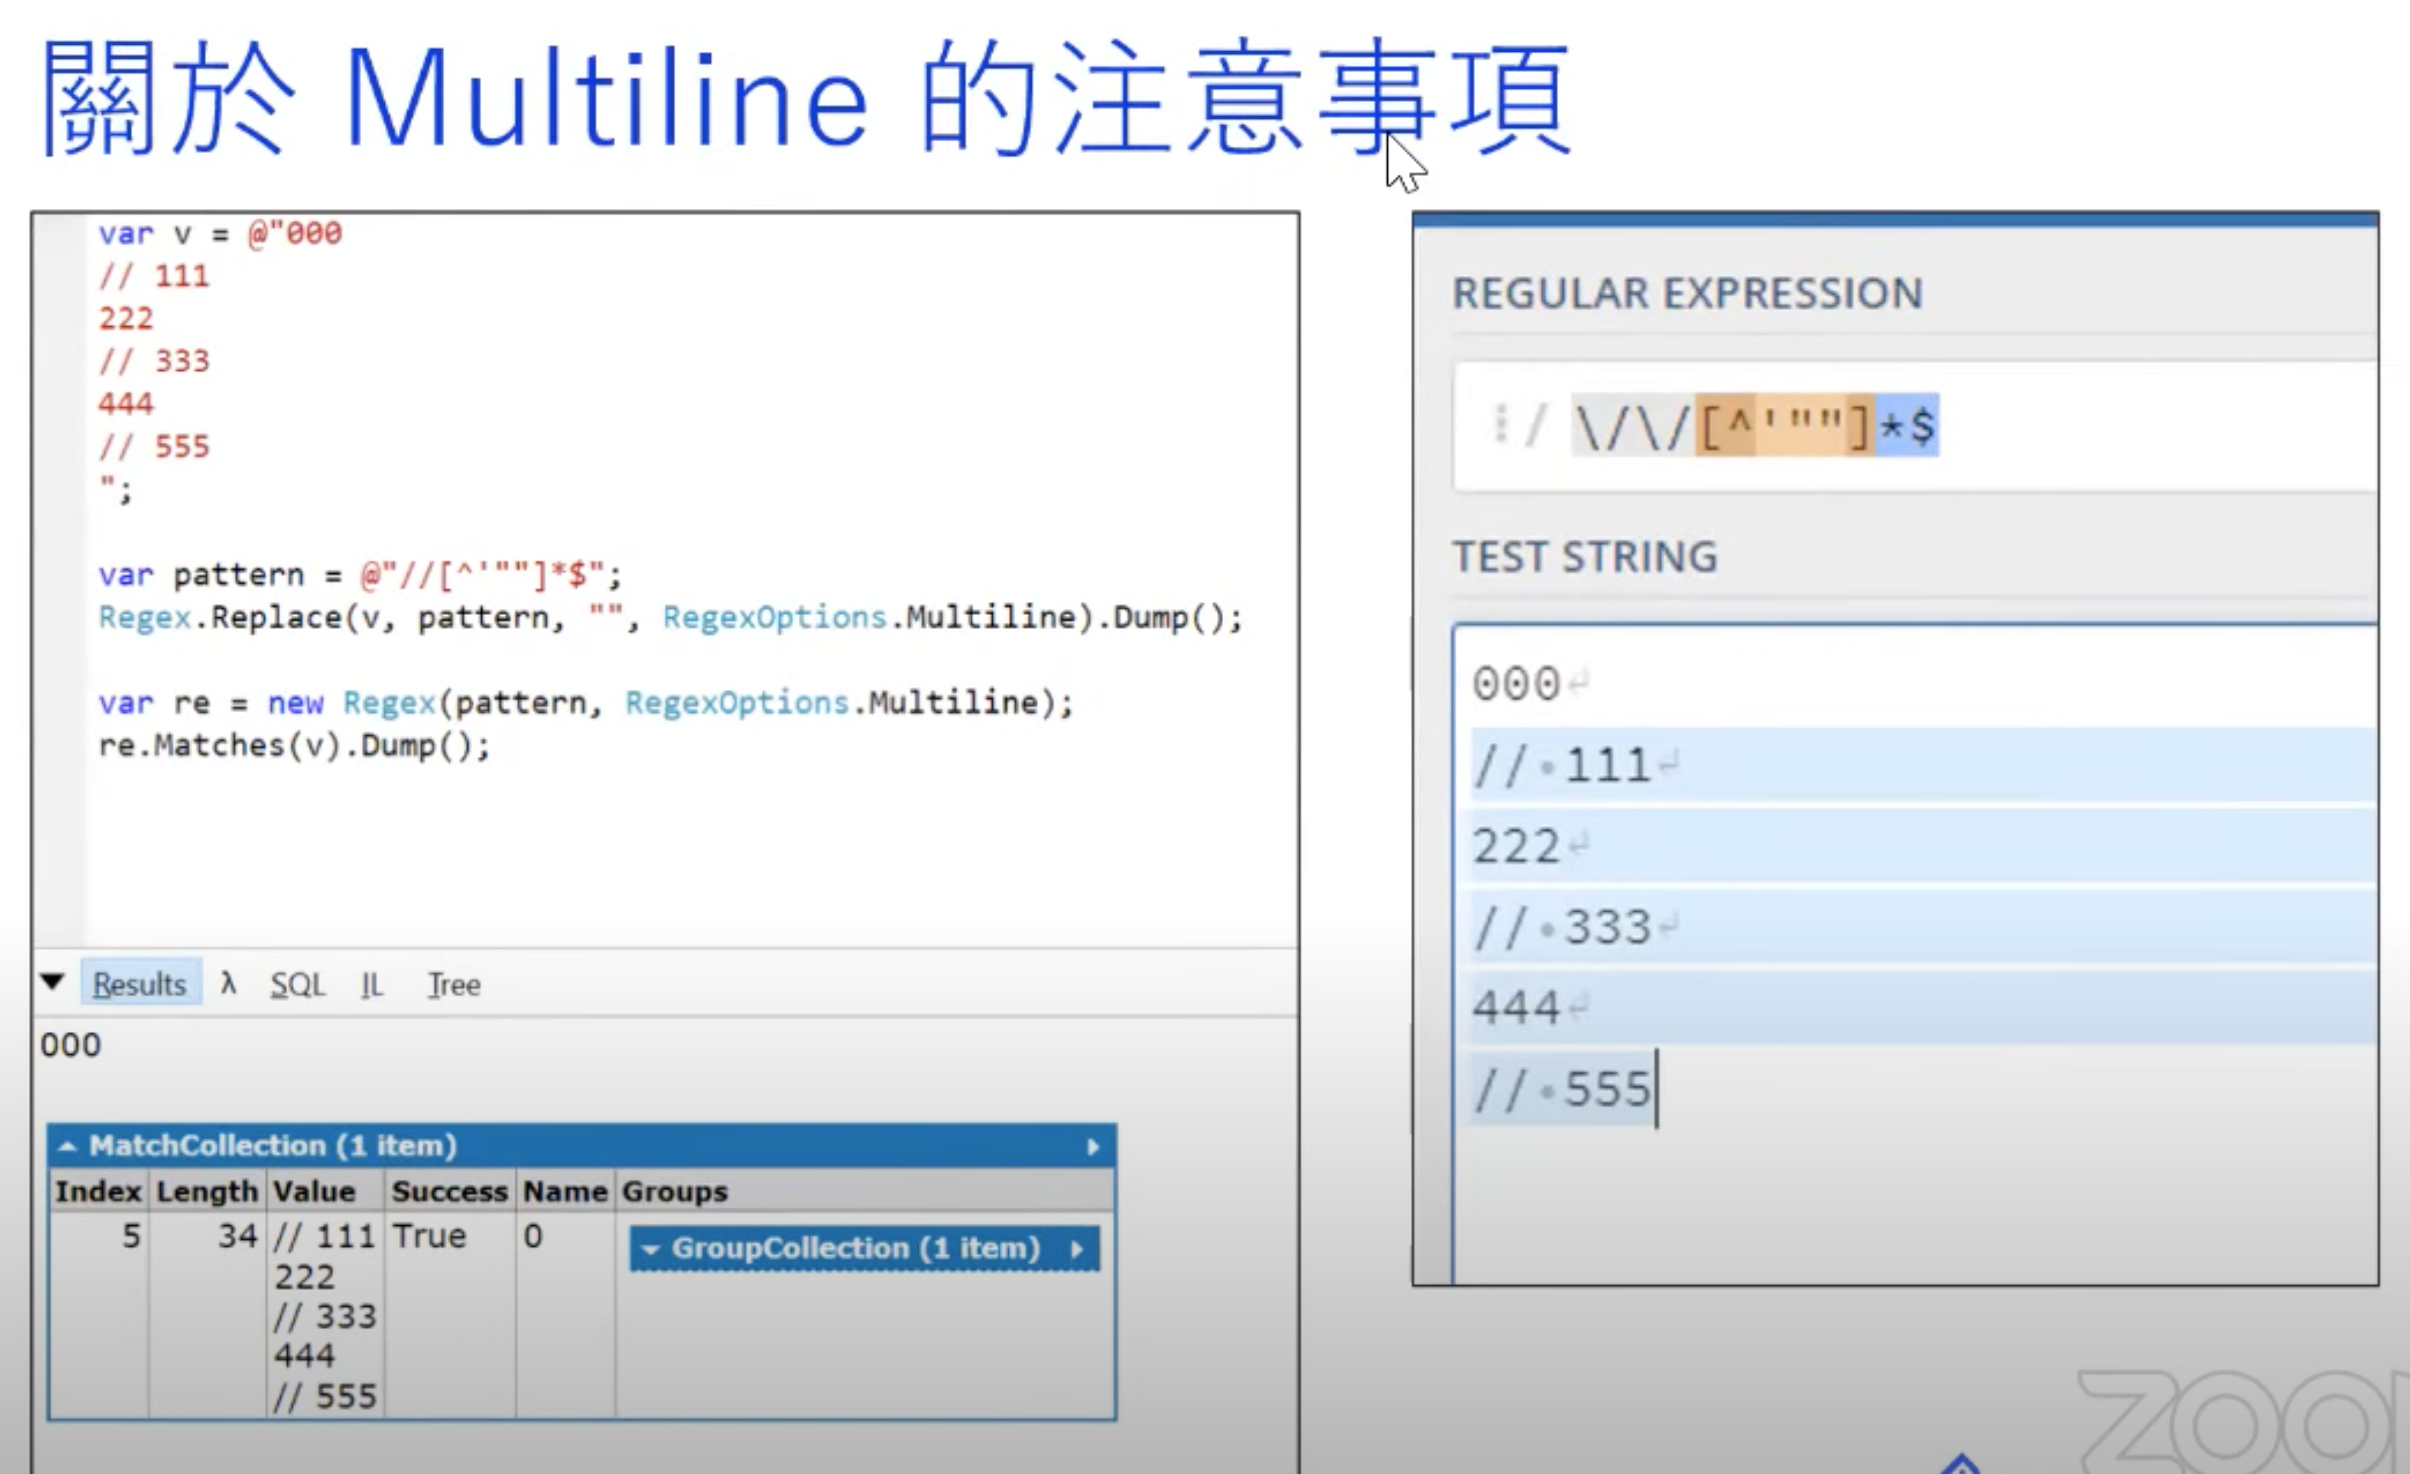 關於 Multiline 的注意事項
var v = @"000
// 111
222
// 333
444
// 555
";
var pattern = @"//[^'""]*$";
Regex.Replace(v, pattern, "", RegexOptions.Multiline).Dump();
var re = new Regex(pattern, RegexOptions.Multiline);
re.Matches(v).Dump();
Results λ SQL IL Tree
000
MatchCollection (1 item)
Index Length Value Success Name Groups
5 34 // 111 True 0 GroupCollection (1 item)
222
// 333
444
// 555
REGULAR EXPRESSION
/ \/\/[^'""]*$
TEST STRING
000
//·111
222
//·333
444
//·555